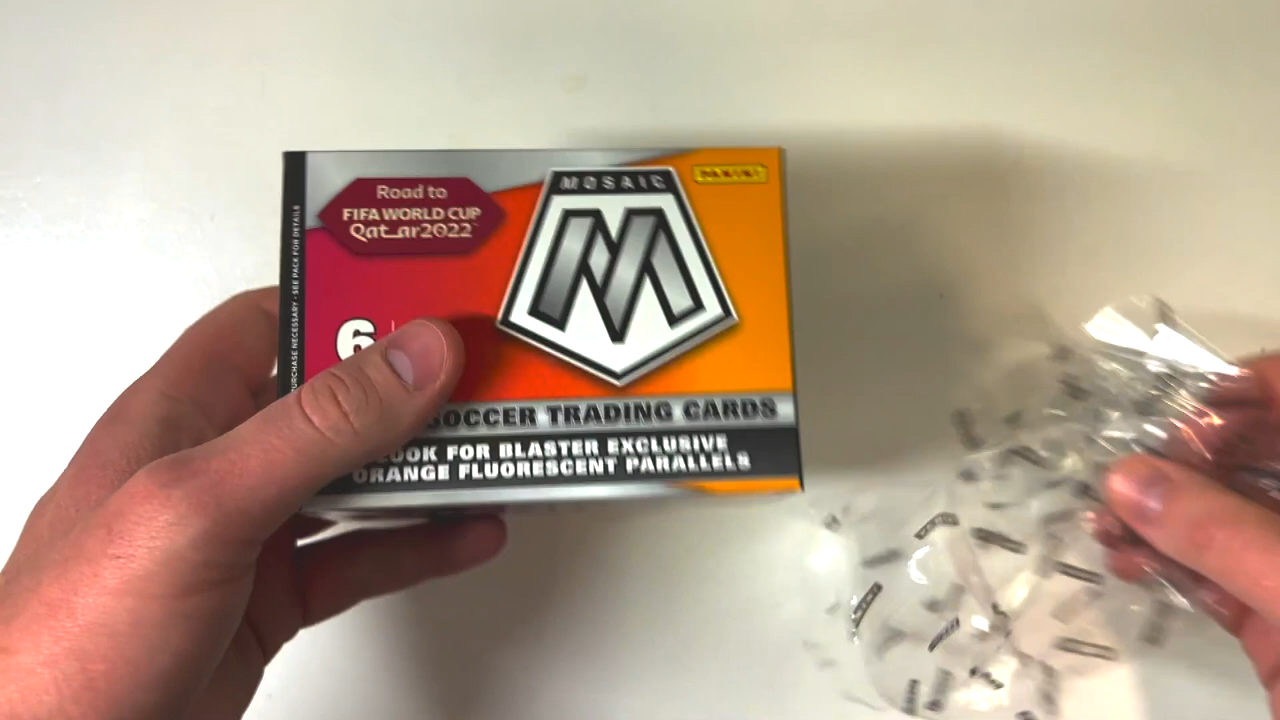 Road to
FIFA WORLD CUP
Qatar2022
MOSAIC
M
PANINI
6
SOCCER TRADING CARDS
LOOK FOR BLASTER EXCLUSIVE
ORANGE FLUORESCENT PARALLELS
PURCHASE NECESSARY - SEE PACK FOR DETAILS